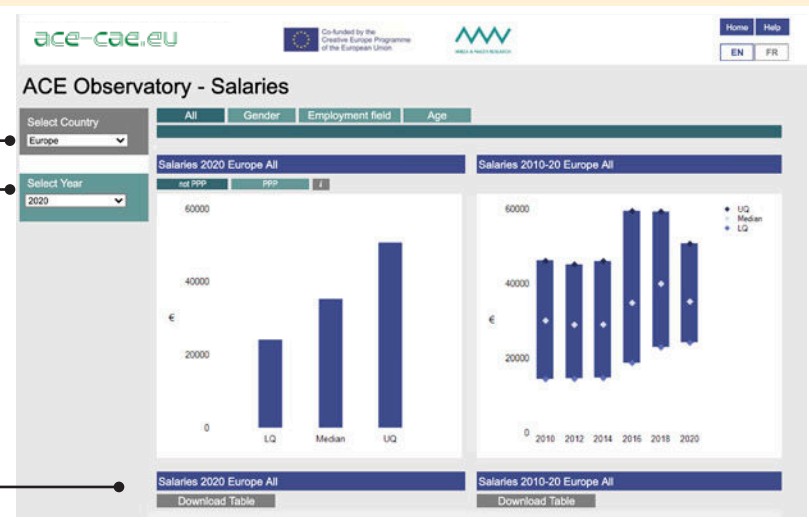 ace-cae.eu
Co-funded by the
Creative Europe Programme
of the European Union
Home Help
EN FR
ACE Observatory - Salaries
Select Country
Europe
Select Year
2020
All Gender Employment field Age
Salaries 2020 Europe All
not PPP PPP i
60000
40000
€
20000
0
LQ Median UQ
Salaries 2010-20 Europe All
60000
40000
€
20000
0
2010 2012 2014 2016 2018 2020
UQ
Median
LQ
Salaries 2020 Europe All
Download Table
Salaries 2010-20 Europe All
Download Table